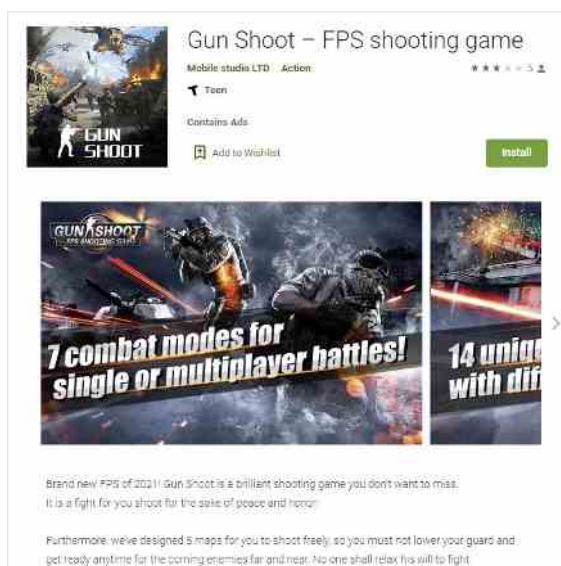 Gun Shoot – FPS shooting game
Mobile studio LTD Action
5
Teen
Contains Ads
Add to Wishlist
Install
GUN
SHOOT
GUN SHOOT
FPS SHOOTING GAME
7 combat modes for
single or multiplayer battles!
14 uniq
with dif
Brand new FPS of 2021! Gun Shoot is a brilliant shooting game you don't want to miss.
It is a fight for you shoot for the sake of peace and honor!
Furthermore, we've designed 5 maps for you to shoot freely, so you must not lower your guard and
get ready anytime for the coming enemies far and near. No one shall relax his will to fight